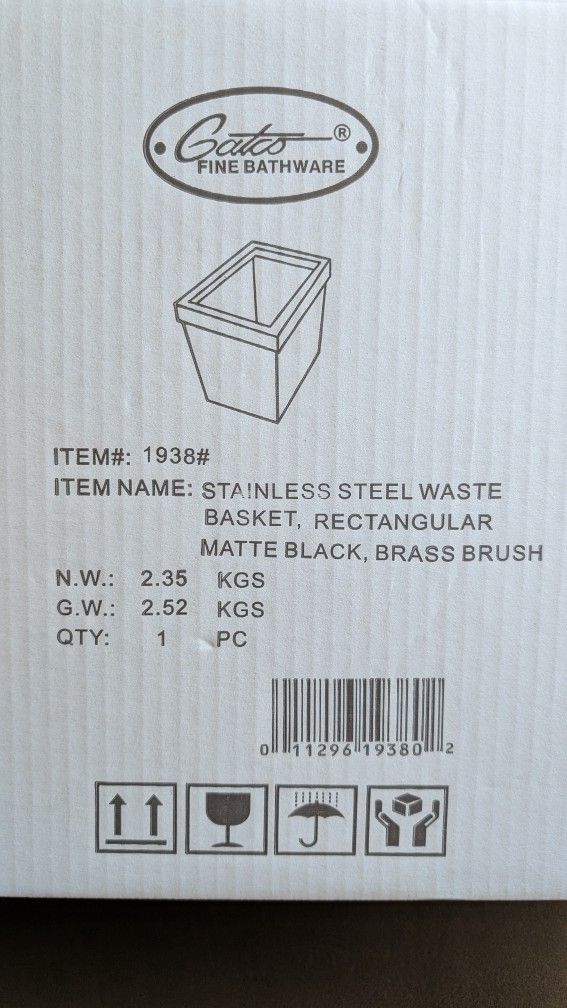 Gatco®
FINE BATHWARE
ITEM#: 1938#
ITEM NAME: STAINLESS STEEL WASTE
BASKET, RECTANGULAR
MATTE BLACK, BRASS BRUSH
N.W.: 2.35 KGS
G.W.: 2.52 KGS
QTY: 1 PC
0 11296 19380 2